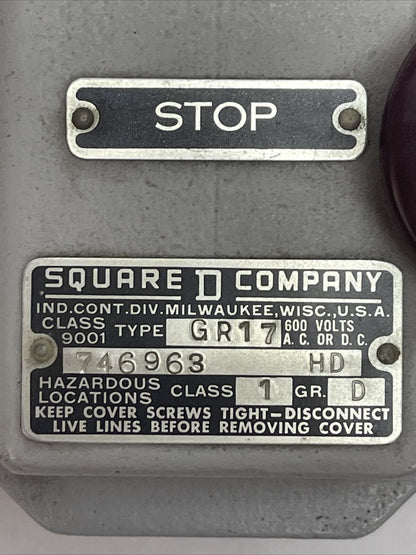 STOP
SQUARE D COMPANY
IND.CONT.DIV.MILWAUKEE,WISC.,U.S.A.
CLASS 9001 TYPE GR17 600 VOLTS A.C. OR D.C.
746963 HD
HAZARDOUS LOCATIONS CLASS 1 GR. D
KEEP COVER SCREWS TIGHT—DISCONNECT
LIVE LINES BEFORE REMOVING COVER